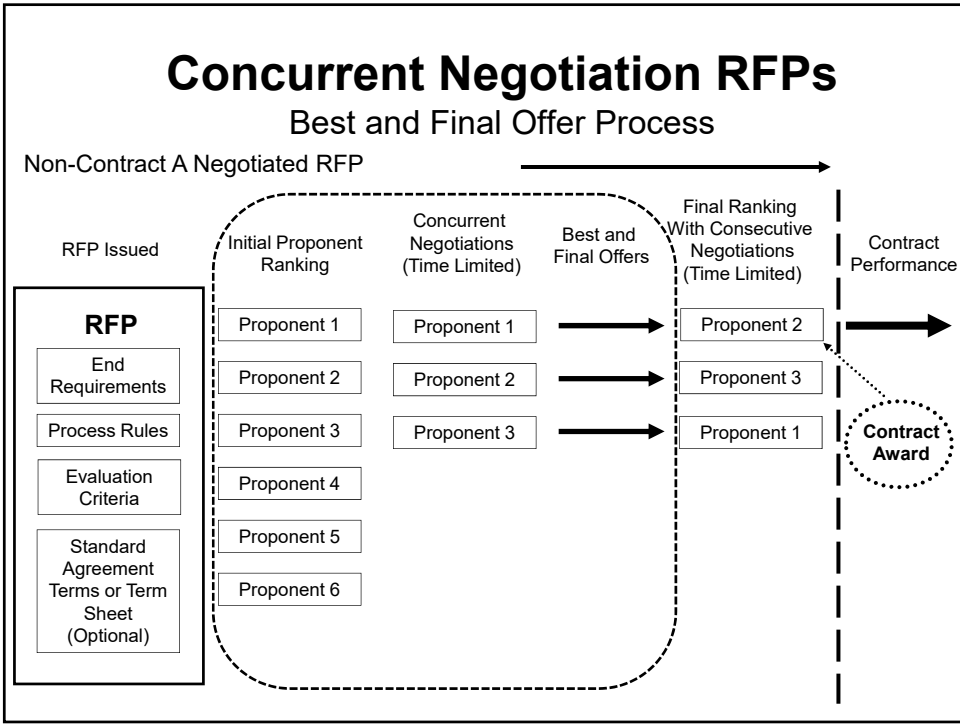 Concurrent Negotiation RFPs
Best and Final Offer Process
Non-Contract A Negotiated RFP
RFP Issued
Initial Proponent
Ranking
Concurrent
Negotiations
(Time Limited)
Best and
Final Offers
Final Ranking
With Consecutive
Negotiations
(Time Limited)
Contract
Performance
RFP
End
Requirements
Process Rules
Evaluation
Criteria
Standard
Agreement
Terms or Term
Sheet
(Optional)
Proponent 1
Proponent 2
Proponent 3
Proponent 4
Proponent 5
Proponent 6
Proponent 1
Proponent 2
Proponent 3
Proponent 2
Proponent 3
Proponent 1
Contract
Award